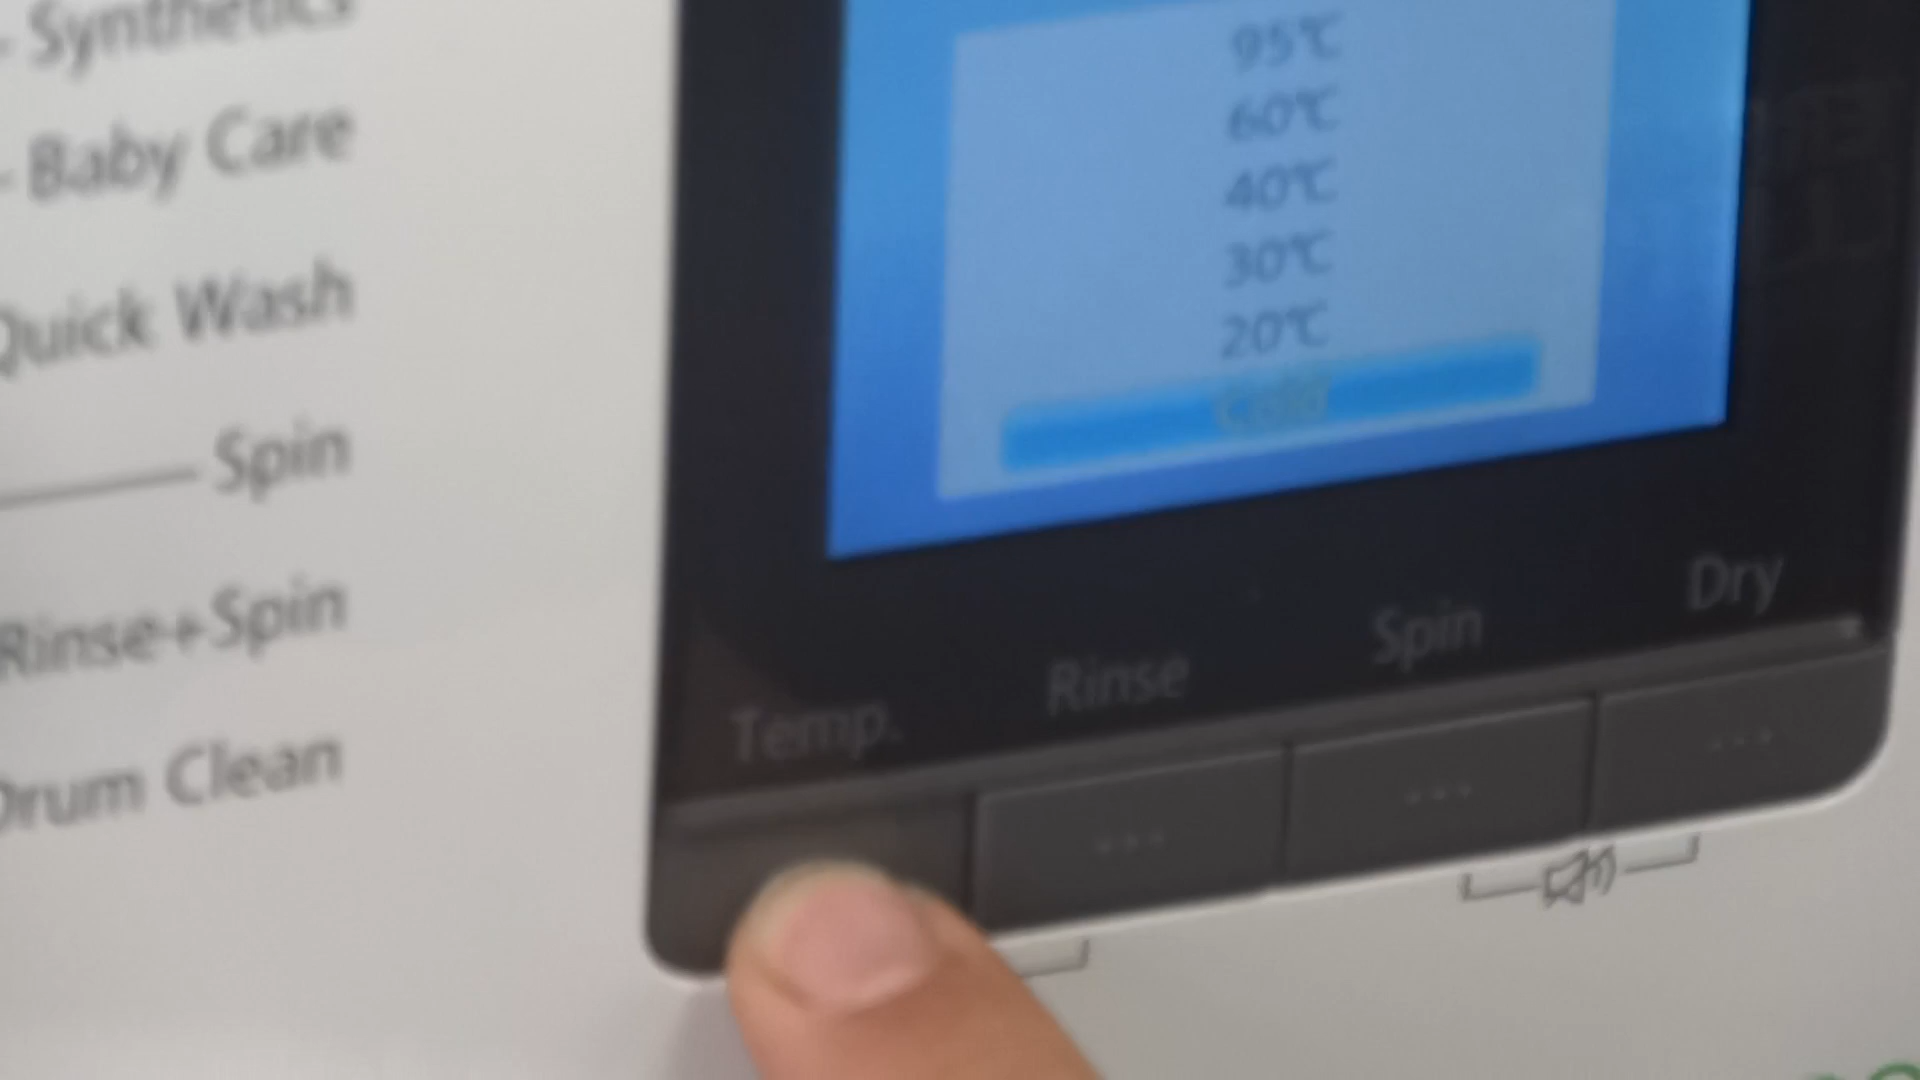 - Synthetics
- Baby Care
Quick Wash
Spin
Rinse+Spin
Drum Clean
95℃
60℃
40℃
30℃
20℃
Cold
Temp.
Rinse
Spin
Dry